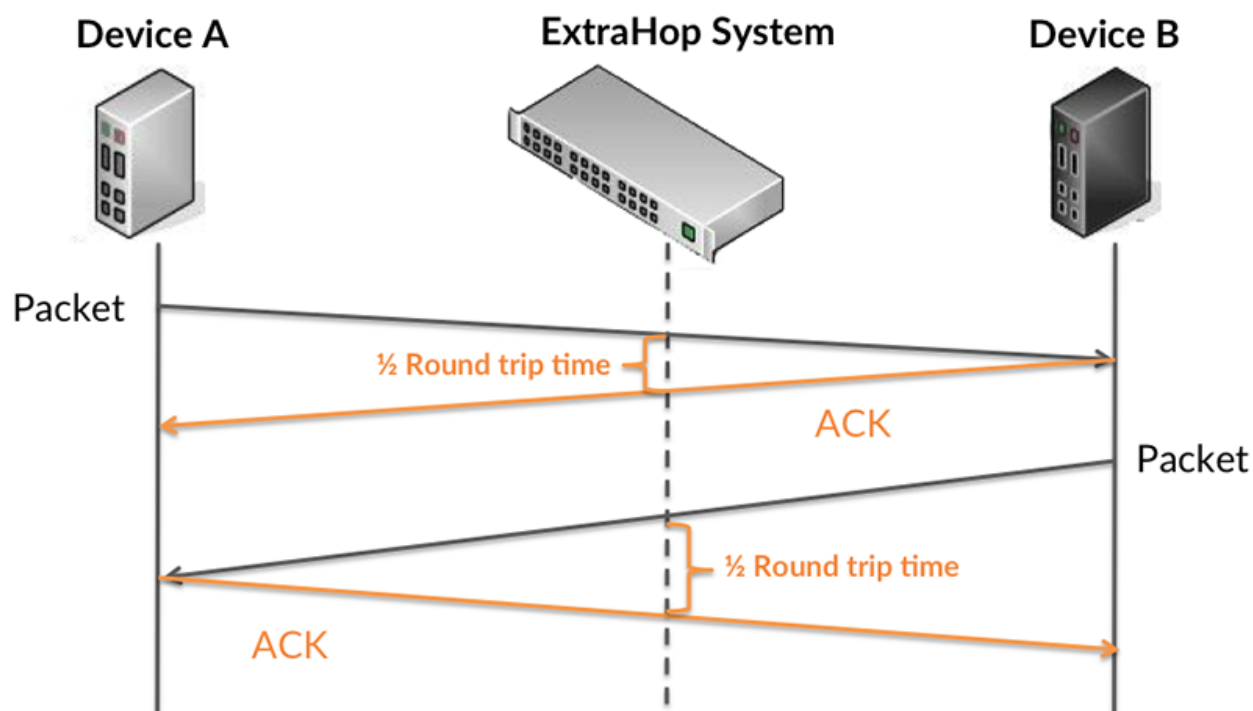 Device A
ExtraHop System
Device B
Packet
½ Round trip time
ACK
Packet
½ Round trip time
ACK